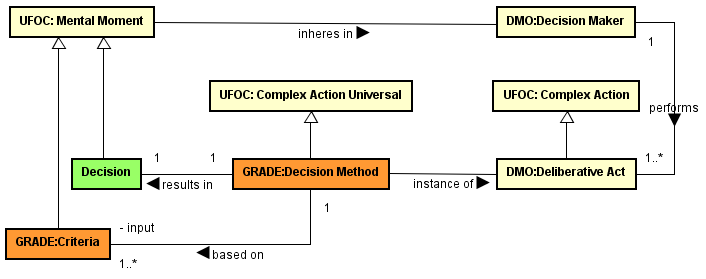 UFOC: Mental Moment
DMO:Decision Maker
inheres in
1
UFOC: Complex Action Universal
UFOC: Complex Action
performs
1
1
1..*
Decision
GRADE:Decision Method
DMO:Deliberative Act
results in
instance of
1
- input
GRADE:Criteria
based on
1..*